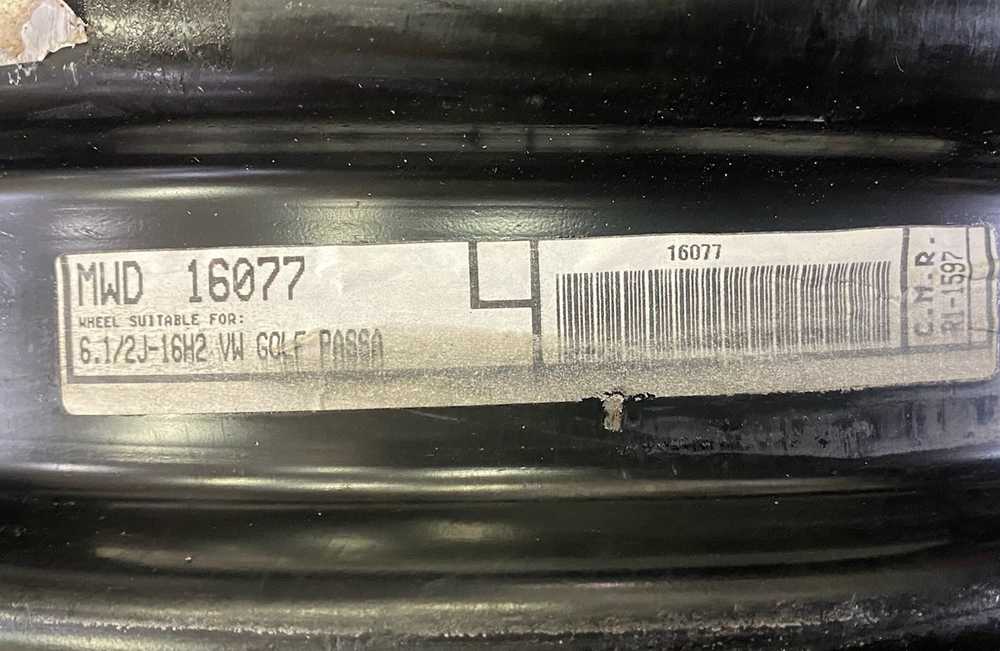 MWD 16077
WHEEL SUITABLE FOR:
6.1/2J-16H2 VW GOLF PASSA
16077
C.M.R.
R1-1597